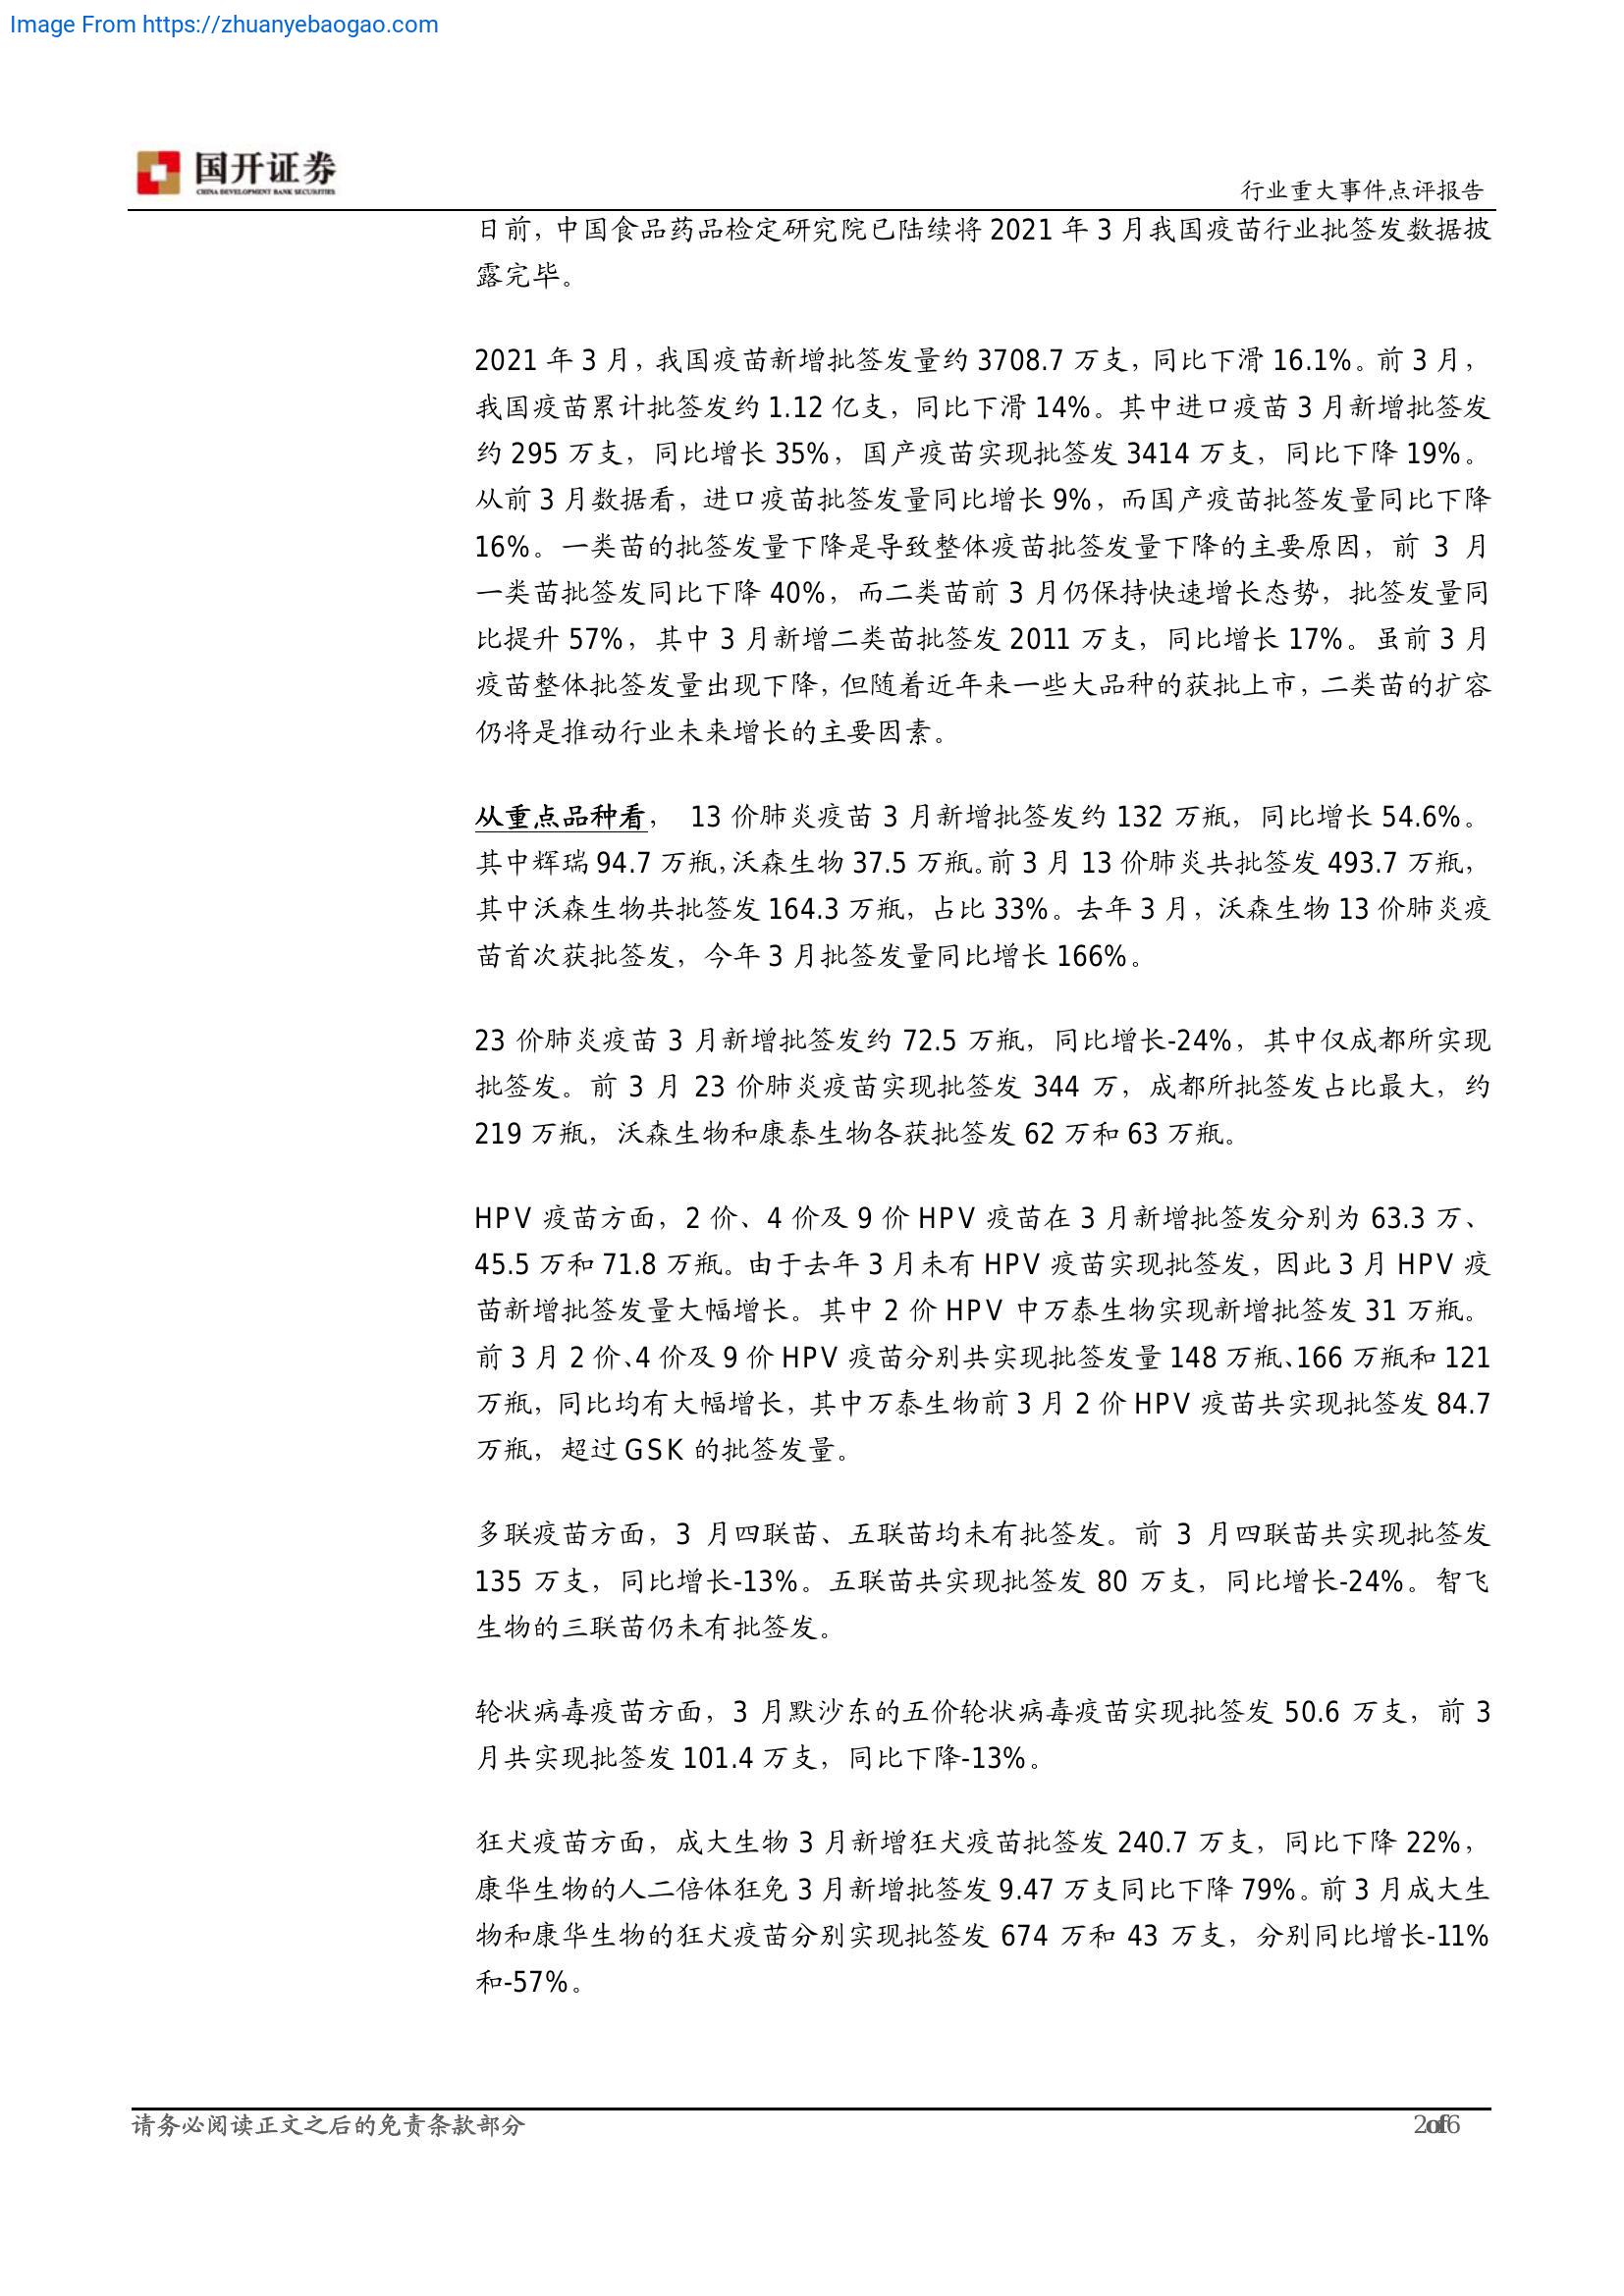 Image From https://zhuanyebaogao.com
国开证券
CHINA DEVELOPMENT BANK SECURITIES
行业重大事件点评报告
日前，中国食品药品检定研究院已陆续将 2021 年 3 月我国疫苗行业批签发数据披
露完毕。
2021 年 3 月，我国疫苗新增批签发量约 3708.7 万支，同比下滑 16.1%。前 3 月，
我国疫苗累计批签发约 1.12 亿支，同比下滑 14%。其中进口疫苗 3 月新增批签发
约 295 万支，同比增长 35%，国产疫苗实现批签发 3414 万支，同比下降 19%。
从前 3 月数据看，进口疫苗批签发量同比增长 9%，而国产疫苗批签发量同比下降
16%。一类苗的批签发量下降是导致整体疫苗批签发量下降的主要原因，前 3 月
一类苗批签发同比下降 40%，而二类苗前 3 月仍保持快速增长态势，批签发量同
比提升 57%，其中 3 月新增二类苗批签发 2011 万支，同比增长 17%。虽前 3 月
疫苗整体批签发量出现下降，但随着近年来一些大品种的获批上市，二类苗的扩容
仍将是推动行业未来增长的主要因素。
从重点品种看， 13 价肺炎疫苗 3 月新增批签发约 132 万瓶，同比增长 54.6%。
其中辉瑞 94.7 万瓶，沃森生物 37.5 万瓶。前 3 月 13 价肺炎共批签发 493.7 万瓶，
其中沃森生物共批签发 164.3 万瓶，占比 33%。去年 3 月，沃森生物 13 价肺炎疫
苗首次获批签发，今年 3 月批签发量同比增长 166%。
23 价肺炎疫苗 3 月新增批签发约 72.5 万瓶，同比增长-24%，其中仅成都所实现
批签发。前 3 月 23 价肺炎疫苗实现批签发 344 万，成都所批签发占比最大，约
219 万瓶，沃森生物和康泰生物各获批签发 62 万和 63 万瓶。
HPV 疫苗方面，2 价、4 价及 9 价 HPV 疫苗在 3 月新增批签发分别为 63.3 万、
45.5 万和 71.8 万瓶。由于去年 3 月未有 HPV 疫苗实现批签发，因此 3 月 HPV 疫
苗新增批签发量大幅增长。其中 2 价 HPV 中万泰生物实现新增批签发 31 万瓶。
前 3 月 2 价、4 价及 9 价 HPV 疫苗分别共实现批签发量 148 万瓶、166 万瓶和 121
万瓶，同比均有大幅增长，其中万泰生物前 3 月 2 价 HPV 疫苗共实现批签发 84.7
万瓶，超过 GSK 的批签发量。
多联疫苗方面，3 月四联苗、五联苗均未有批签发。前 3 月四联苗共实现批签发
135 万支，同比增长-13%。五联苗共实现批签发 80 万支，同比增长-24%。智飞
生物的三联苗仍未有批签发。
轮状病毒疫苗方面，3 月默沙东的五价轮状病毒疫苗实现批签发 50.6 万支，前 3
月共实现批签发 101.4 万支，同比下降-13%。
狂犬疫苗方面，成大生物 3 月新增狂犬疫苗批签发 240.7 万支，同比下降 22%，
康华生物的人二倍体狂免 3 月新增批签发 9.47 万支同比下降 79%。前 3 月成大生
物和康华生物的狂犬疫苗分别实现批签发 674 万和 43 万支，分别同比增长-11%
和-57%。
请务必阅读正文之后的免责条款部分
2of6